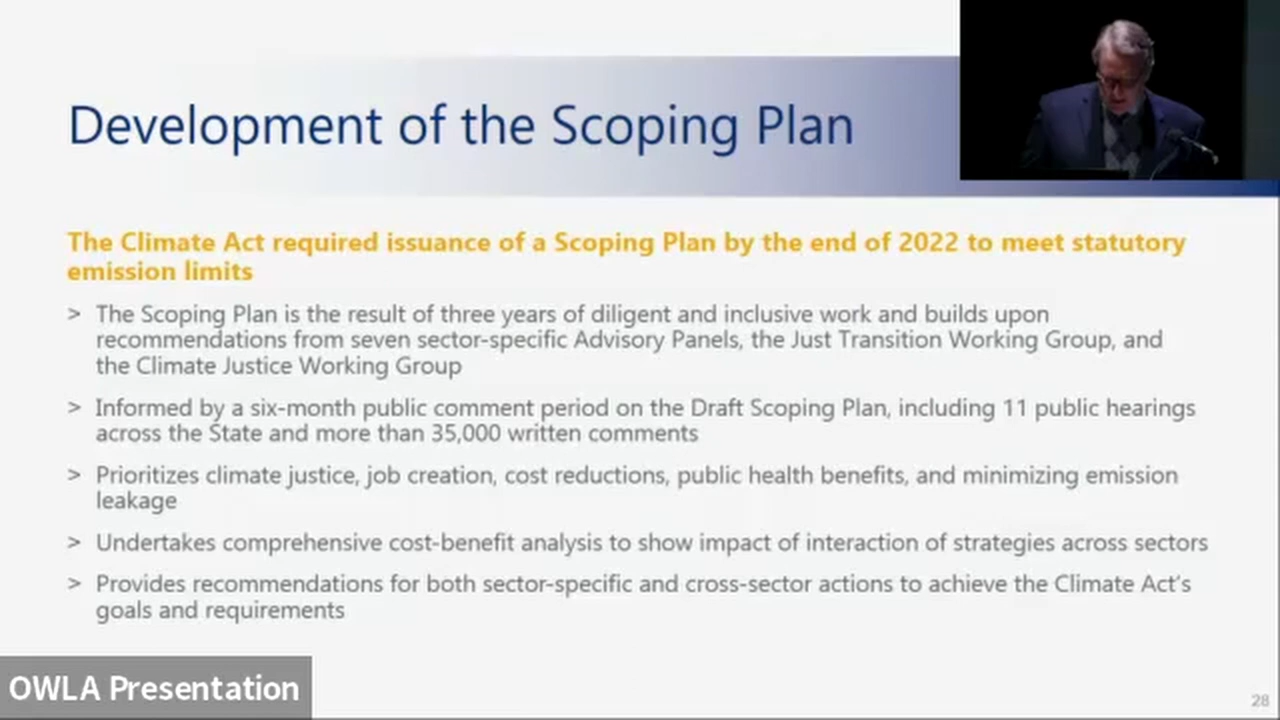 Development of the Scoping Plan
The Climate Act required issuance of a Scoping Plan by the end of 2022 to meet statutory
emission limits
> The Scoping Plan is the result of three years of diligent and inclusive work and builds upon
recommendations from seven sector-specific Advisory Panels, the Just Transition Working Group, and
the Climate Justice Working Group
> Informed by a six-month public comment period on the Draft Scoping Plan, including 11 public hearings
across the State and more than 35,000 written comments
> Prioritizes climate justice, job creation, cost reductions, public health benefits, and minimizing emission
leakage
> Undertakes comprehensive cost-benefit analysis to show impact of interaction of strategies across sectors
> Provides recommendations for both sector-specific and cross-sector actions to achieve the Climate Act's
goals and requirements
OWLA Presentation
28